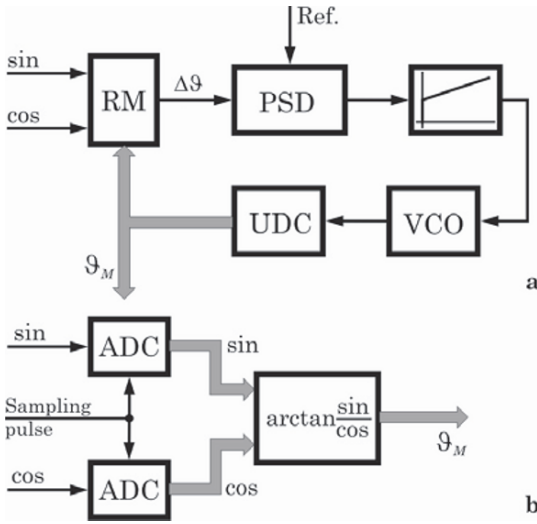 Ref.
sin
cos
RM
Δϑ
PSD
UDC
VCO
ϑM
a
sin
ADC
sin
Sampling
pulse
arctan sin/cos
ϑM
cos
ADC
cos
b